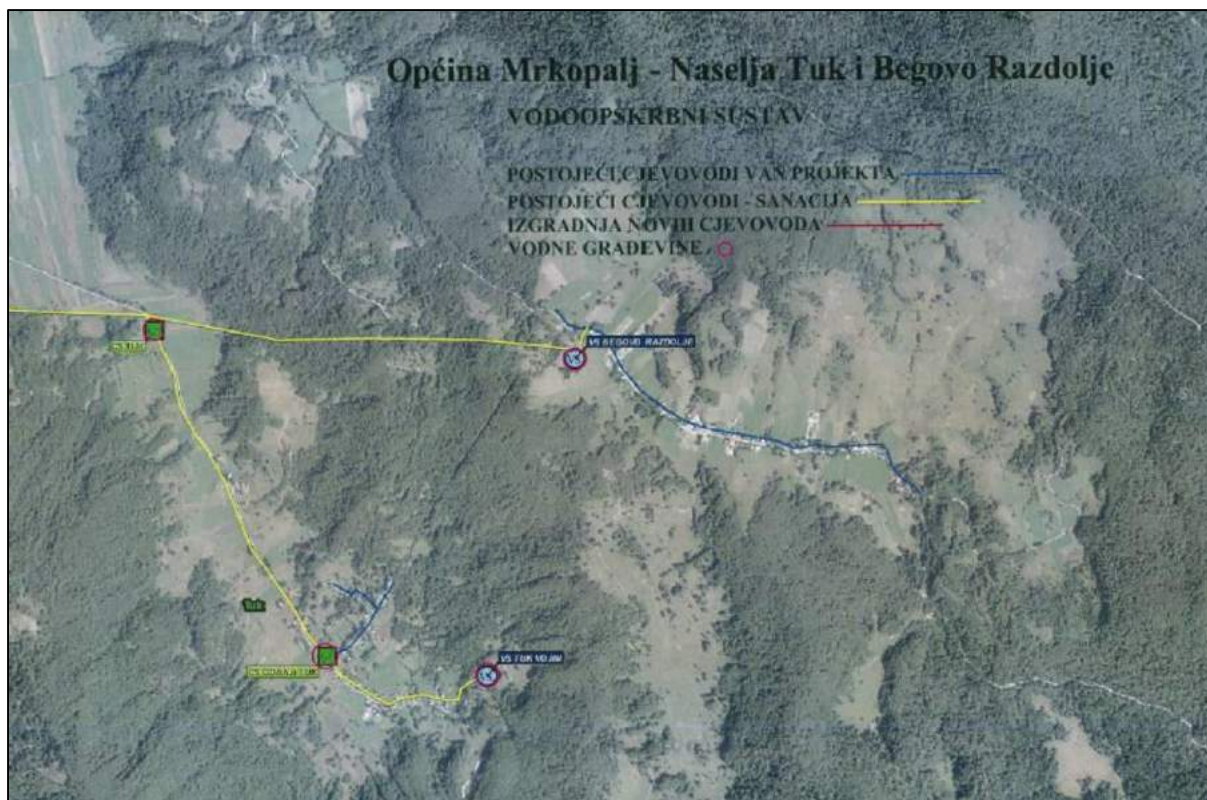 Općina Mrkopalj - Naselja Tuk i Begovo Razdolje
VODOOPSKRBNI SUSTAV
POSTOJEĆI CJEVOVODI VAN PROJEKTA
POSTOJEĆI CJEVOVODI - SANACIJA
IZGRADNJA NOVIH CJEVOVODA
VODNE GRAĐEVINE
VS BEGOVO RAZDOLJE
Tuk
VS TUK VOJNI